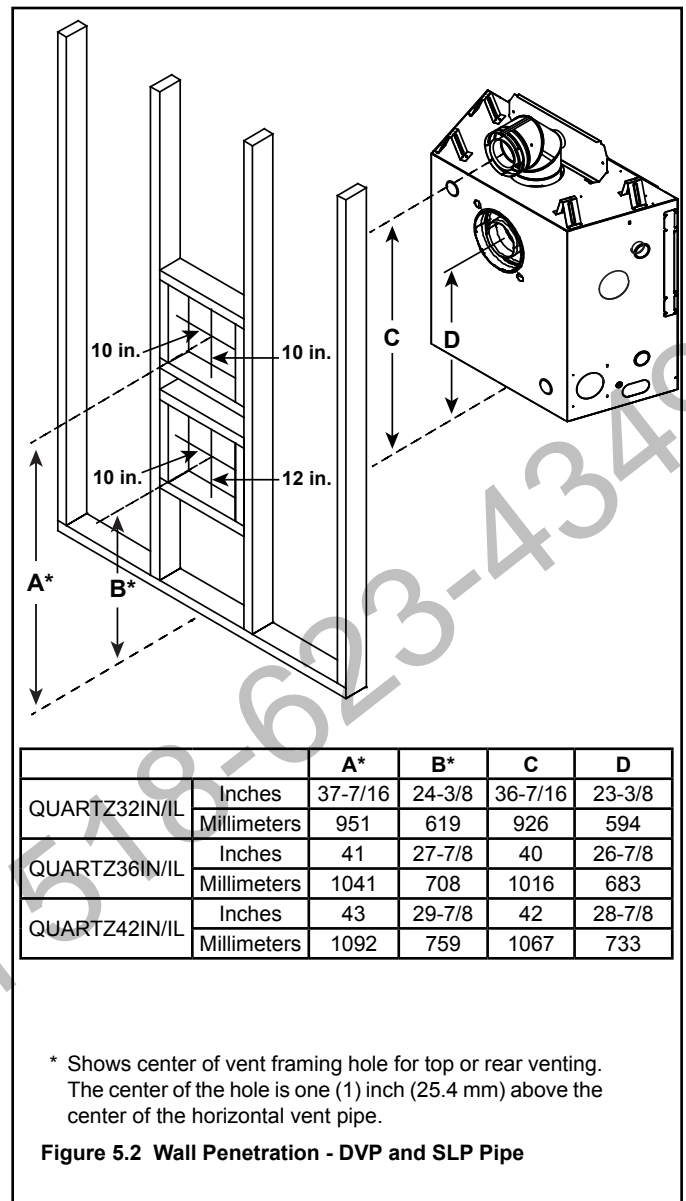 10 in.
10 in.
10 in.
12 in.
A*
B*
C
D
A* B* C D
QUARTZ32IN/IL Inches 37-7/16 24-3/8 36-7/16 23-3/8
Millimeters 951 619 926 594
QUARTZ36IN/IL Inches 41 27-7/8 40 26-7/8
Millimeters 1041 708 1016 683
QUARTZ42IN/IL Inches 43 29-7/8 42 28-7/8
Millimeters 1092 759 1067 733
* Shows center of vent framing hole for top or rear venting.
The center of the hole is one (1) inch (25.4 mm) above the
center of the horizontal vent pipe.
Figure 5.2 Wall Penetration - DVP and SLP Pipe
518-623-434